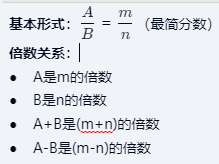 基本形式：A/B = m/n（最简分数）
倍数关系：
● A是m的倍数
● B是n的倍数
● A+B是(m+n)的倍数
● A-B是(m-n)的倍数